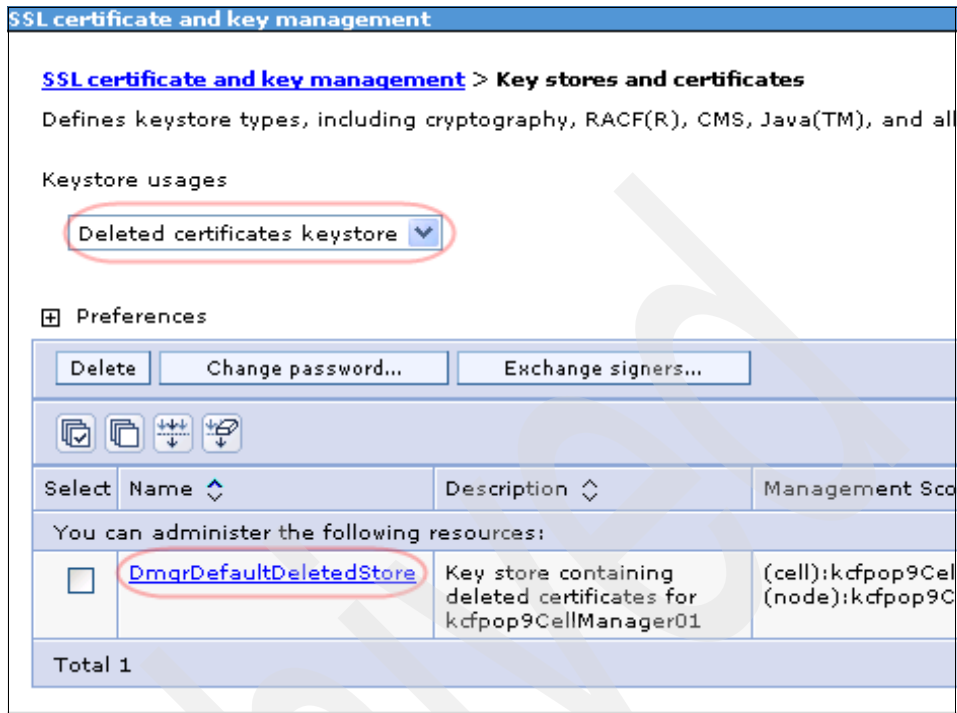 SSL certificate and key management
SSL certificate and key management > Key stores and certificates
Defines keystore types, including cryptography, RACF(R), CMS, Java(TM), and all
Keystore usages
Deleted certificates keystore
Preferences
Delete Change password... Exchange signers...
Select Name Description Management Sco
You can administer the following resources:
DmgrDefaultDeletedStore Key store containing (cell):kcfpop9Cel
deleted certificates for (node):kcfpop9C
kcfpop9CellManager01
Total 1